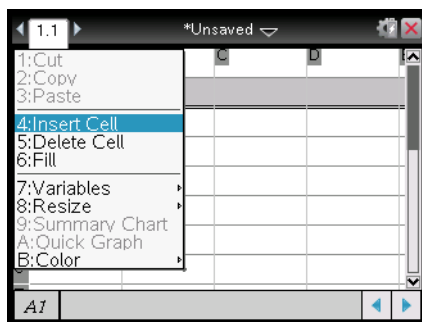 1.1 *Unsaved
1:Cut C D
2:Copy
3:Paste
4:Insert Cell
5:Delete Cell
6:Fill
7:Variables
8:Resize
9:Summary Chart
A:Quick Graph
B:Color
A1